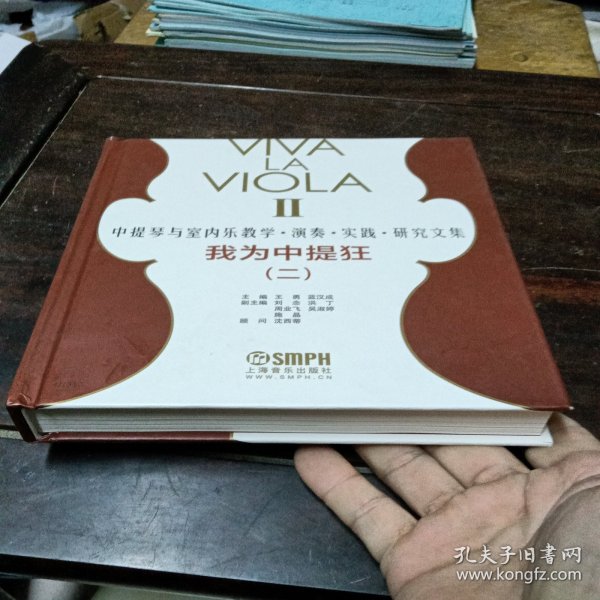 VIVA
LA
VIOLA
II
中提琴与室内乐教学·演奏·实践·研究文集
我为中提狂
(二)
主 编 王 勇 蓝汉成
副主编 刘 念 洪 丁
周业飞 吴淑婷
施 晶
顾 问 沈西蒂
SMPH
上海音乐出版社
WWW.SMPH.CN
孔夫子旧书网
www.kongfz.com